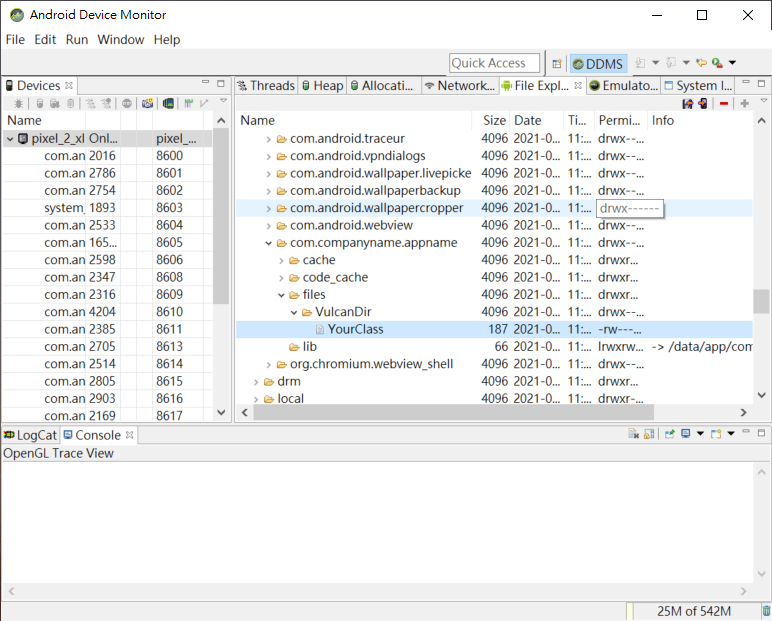 Android Device Monitor
File Edit Run Window Help
Quick Access DDMS
Devices
Name
pixel_2_xl Onl... pixel_...
com.an 2016 8600
com.an 2786 8601
com.an 2754 8602
system_ 1893 8603
com.an 2533 8604
com.an 165... 8605
com.an 2598 8606
com.an 2347 8608
com.an 2316 8609
com.an 4204 8610
com.an 2385 8611
com.an 2705 8613
com.an 2514 8614
com.an 2805 8615
com.an 2903 8616
com.an 2169 8617
Threads Heap Allocati... Network... File Expl... Emulato... System I...
Name Size Date Ti... Permi... Info
com.android.traceur 4096 2021-0... 11:... drwx--...
com.android.vpndialogs 4096 2021-0... 11:... drwx--...
com.android.wallpaper.livepicke 4096 2021-0... 11:... drwx--...
com.android.wallpaperbackup 4096 2021-0... 11:... drwx--...
com.android.wallpapercropper 4096 2021-0... 11:... drwx------
com.android.webview 4096 2021-0... 11:... drwx--...
com.companyname.appname 4096 2021-0... 11:... drwx--...
cache 4096 2021-0... 11:... drwxr...
code_cache 4096 2021-0... 11:... drwxr...
files 4096 2021-0... 11:... drwxr...
VulcanDir 4096 2021-0... 11:... drwx--...
YourClass 187 2021-0... 11:... -rw---...
lib 66 2021-0... 11:... lrwxrw... -> /data/app/com
org.chromium.webview_shell 4096 2021-0... 11:... drwx--...
drm 4096 2021-0... 11:... drwxr...
local 4096 2021-0... 11:... drwxr-...
LogCat Console
OpenGL Trace View
25M of 542M